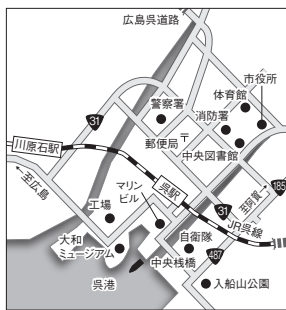 広島呉道路
市役所
体育館
警察署
消防署
31
川原石駅
郵便局
〒
中央図書館
至広島
呉駅
至阿賀
185
マリン
ビル
工場
31
JR呉線
大和
ミュージアム
自衛隊
487
中央桟橋
呉港
入船山公園